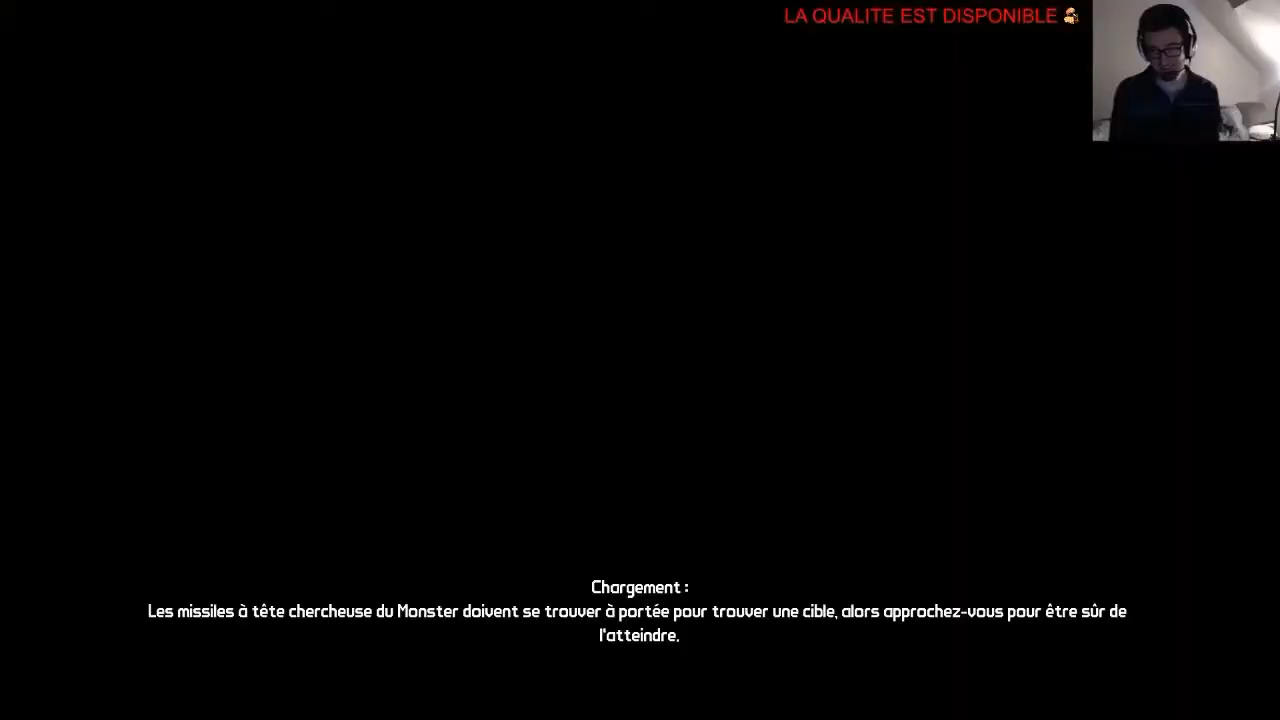 LA QUALITE EST DISPONIBLE
Chargement :
Les missiles à tête chercheuse du Monster doivent se trouver à portée pour trouver une cible, alors approchez-vous pour être sûr de
l'atteindre.